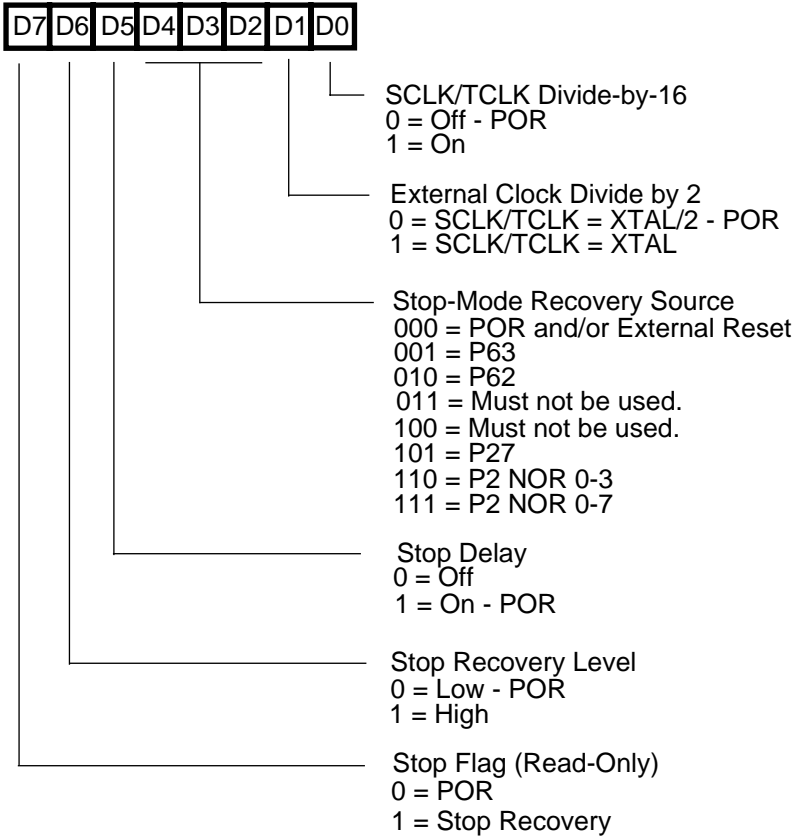 D7 D6 D5 D4 D3 D2 D1 D0
SCLK/TCLK Divide-by-16
0 = Off - POR
1 = On
External Clock Divide by 2
0 = SCLK/TCLK = XTAL/2 - POR
1 = SCLK/TCLK = XTAL
Stop-Mode Recovery Source
000 = POR and/or External Reset
001 = P63
010 = P62
011 = Must not be used.
100 = Must not be used.
101 = P27
110 = P2 NOR 0-3
111 = P2 NOR 0-7
Stop Delay
0 = Off
1 = On - POR
Stop Recovery Level
0 = Low - POR
1 = High
Stop Flag (Read-Only)
0 = POR
1 = Stop Recovery